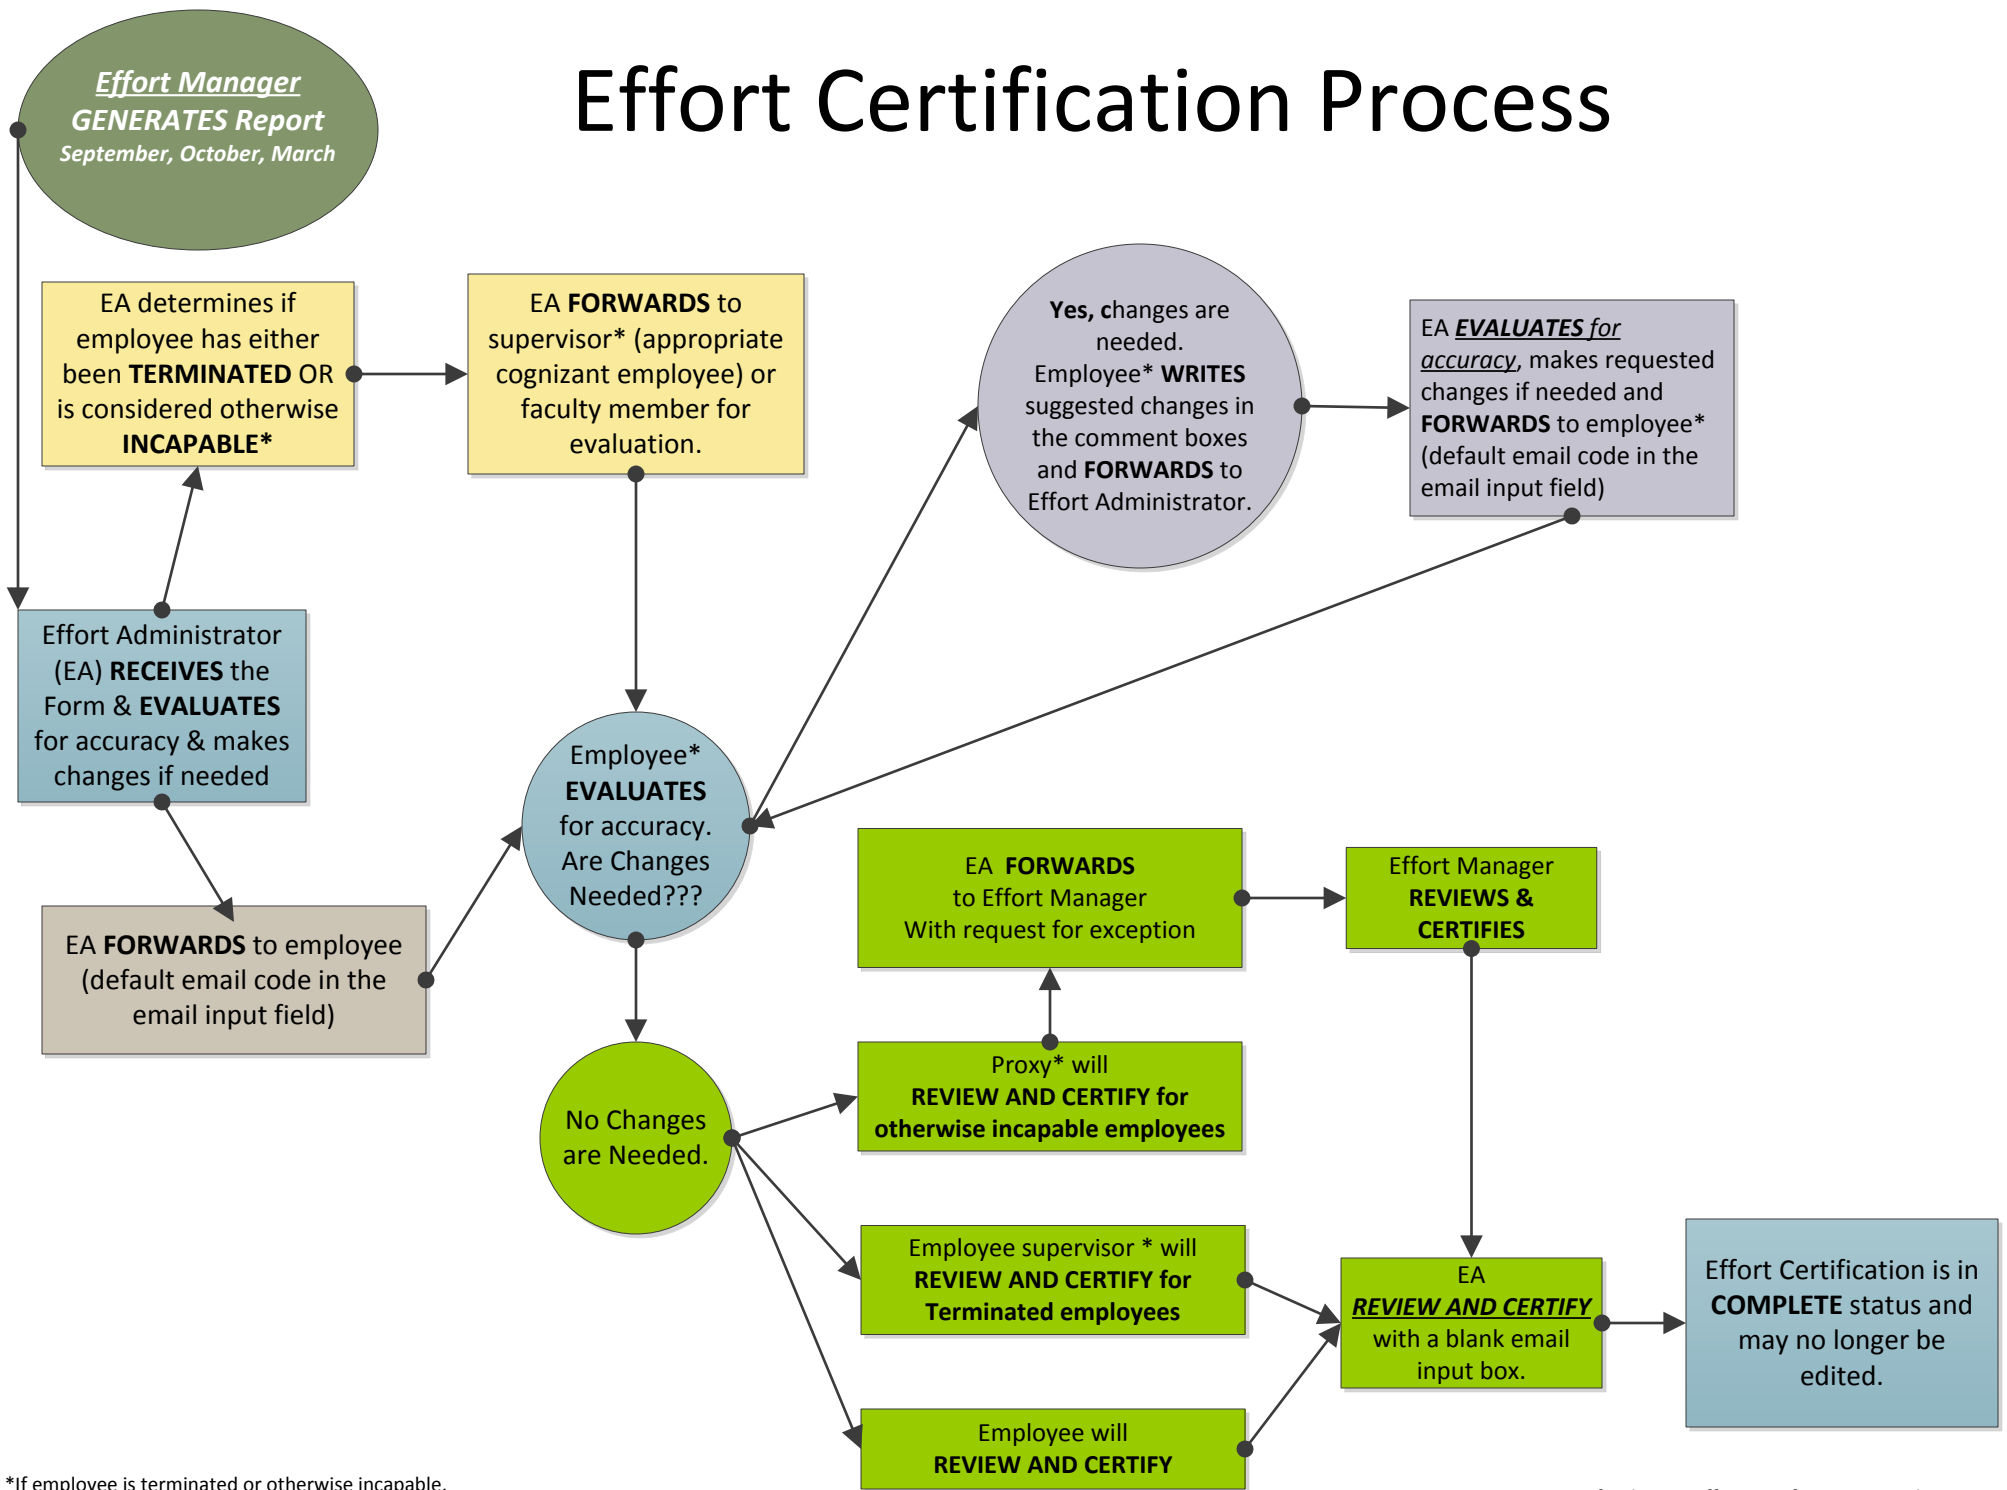 Effort Certification Process
Effort Manager
GENERATES Report
September, October, March
EA determines if
employee has either
been TERMINATED OR
is considered otherwise
INCAPABLE*
EA FORWARDS to
supervisor* (appropriate
cognizant employee) or
faculty member for
evaluation.
Yes, changes are
needed.
Employee* WRITES
suggested changes in
the comment boxes
and FORWARDS to
Effort Administrator.
EA EVALUATES for
accuracy, makes requested
changes if needed and
FORWARDS to employee*
(default email code in the
email input field)
Effort Administrator
(EA) RECEIVES the
Form & EVALUATES
for accuracy & makes
changes if needed
Employee*
EVALUATES
for accuracy.
Are Changes
Needed???
EA FORWARDS to employee
(default email code in the
email input field)
EA FORWARDS
to Effort Manager
With request for exception
Effort Manager
REVIEWS &
CERTIFIES
No Changes
are Needed.
Proxy* will
REVIEW AND CERTIFY for
otherwise incapable employees
Employee supervisor * will
REVIEW AND CERTIFY for
Terminated employees
Employee will
REVIEW AND CERTIFY
EA
REVIEW AND CERTIFY
with a blank email
input box.
Effort Certification is in
COMPLETE status and
may no longer be
edited.
*If employee is terminated or otherwise incapable.